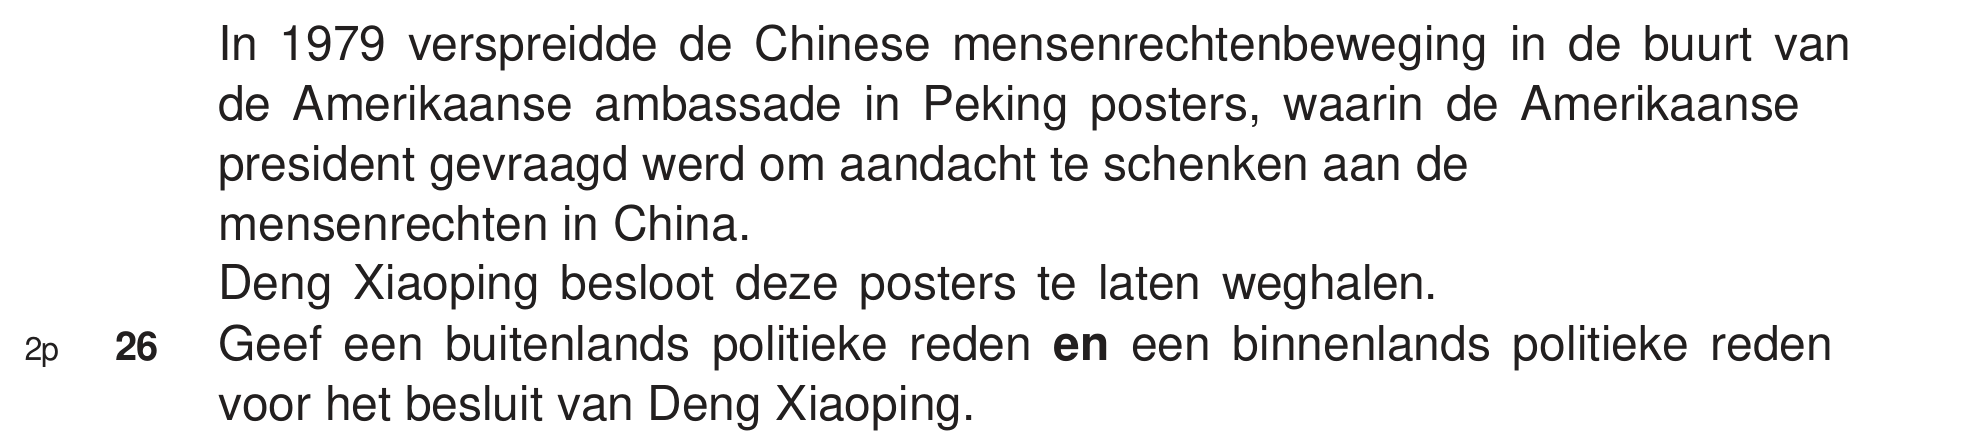 In 1979 verspreidde de Chinese mensenrechtenbeweging in de buurt van
de Amerikaanse ambassade in Peking posters, waarin de Amerikaanse
president gevraagd werd om aandacht te schenken aan de
mensenrechten in China.
Deng Xiaoping besloot deze posters te laten weghalen.
2p 26 Geef een buitenlands politieke reden en een binnenlands politieke reden
voor het besluit van Deng Xiaoping.